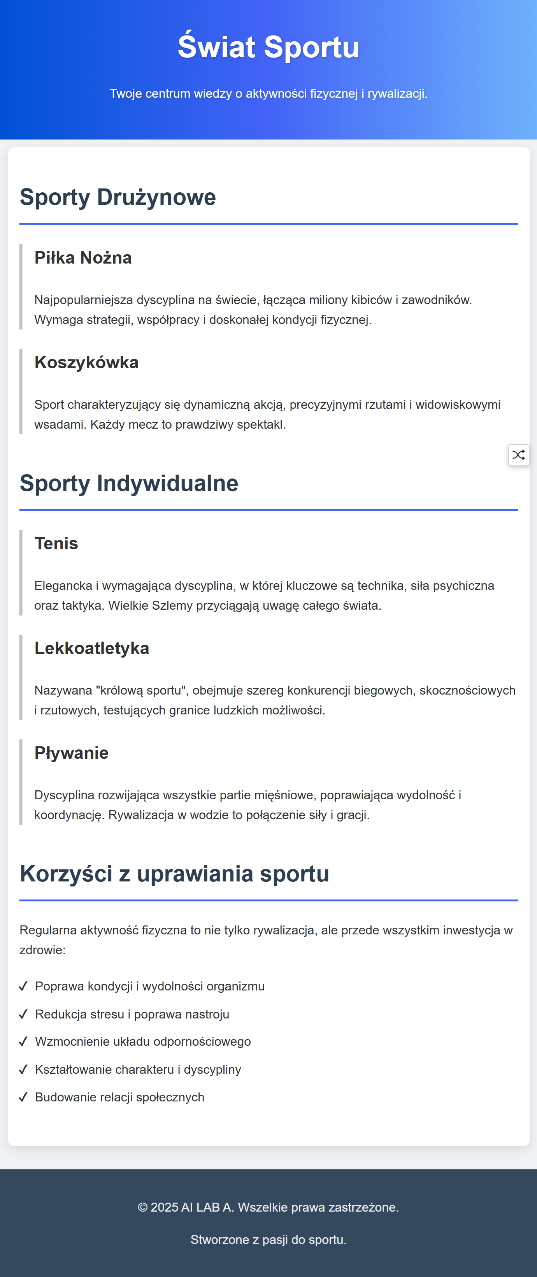 Świat Sportu
Twoje centrum wiedzy o aktywności fizycznej i rywalizacji.
Sporty Drużynowe
Piłka Nożna
Najpopularniejsza dyscyplina na świecie, łącząca miliony kibiców i zawodników.
Wymaga strategii, współpracy i doskonałej kondycji fizycznej.
Koszykówka
Sport charakteryzujący się dynamiczną akcją, precyzyjnymi rzutami i widowiskowymi
wsadami. Każdy mecz to prawdziwy spektakl.
Sporty Indywidualne
Tenis
Elegancka i wymagająca dyscyplina, w której kluczowe są technika, siła psychiczna
oraz taktyka. Wielkie Szlemy przyciągają uwagę całego świata.
Lekkoatletyka
Nazywana "królową sportu", obejmuje szereg konkurencji biegowych, skocznościowych
i rzutowych, testujących granice ludzkich możliwości.
Pływanie
Dyscyplina rozwijająca wszystkie partie mięśniowe, poprawiająca wydolność i
koordynację. Rywalizacja w wodzie to połączenie siły i gracji.
Korzyści z uprawiania sportu
Regularna aktywność fizyczna to nie tylko rywalizacja, ale przede wszystkim inwestycja w
zdrowie:
✓ Poprawa kondycji i wydolności organizmu
✓ Redukcja stresu i poprawa nastroju
✓ Wzmocnienie układu odpornościowego
✓ Kształtowanie charakteru i dyscypliny
✓ Budowanie relacji społecznych
© 2025 AI LAB A. Wszelkie prawa zastrzeżone.
Stworzone z pasji do sportu.